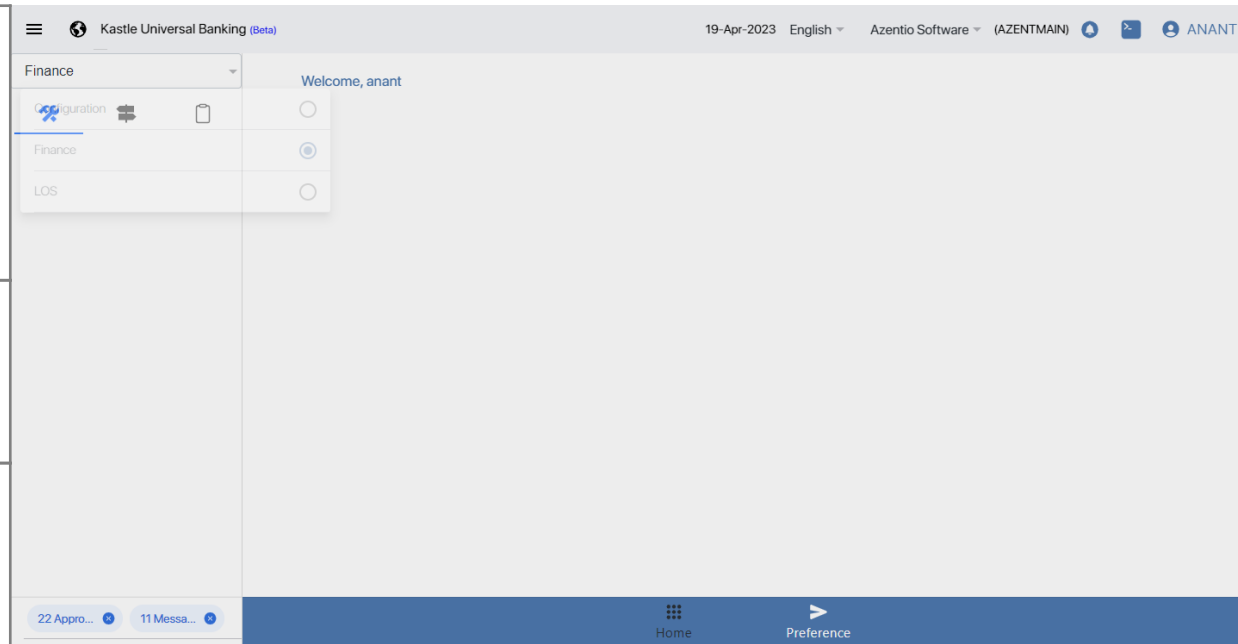 Kastle Universal Banking (Beta) 19-Apr-2023 English Azentio Software (AZENTMAIN) ANANT
Finance
Welcome, anant
Configuration
Finance
LOS
22 Appro... 11 Messa...
Home Preference